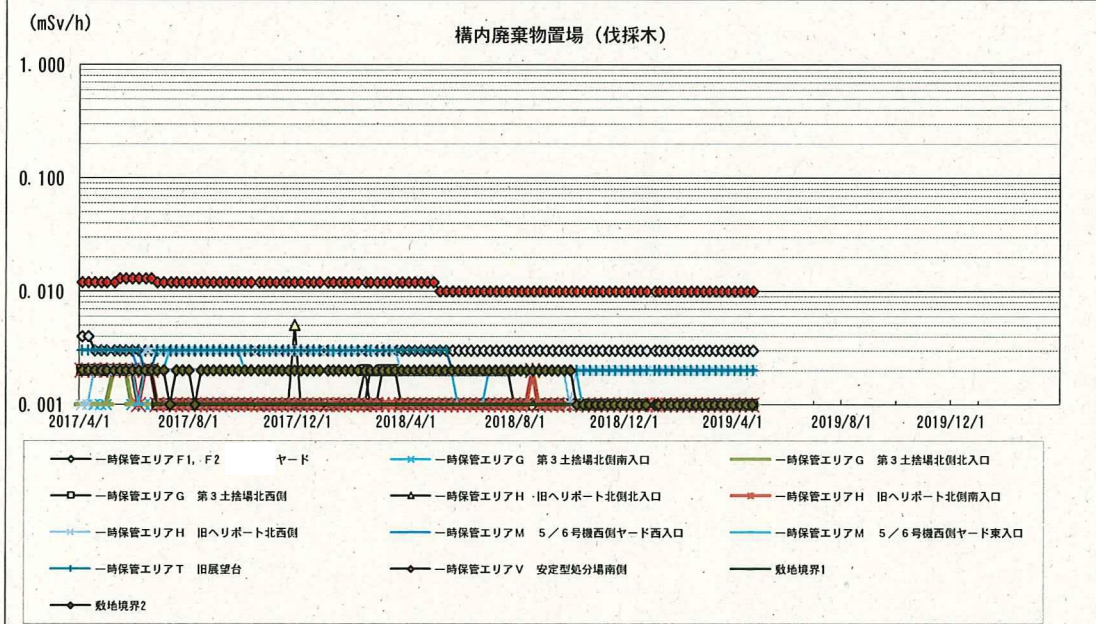 (mSv/h)
構内廃棄物置場（伐採木）
1.000
0.100
0.010
0.001
2017/4/1 2017/8/1 2017/12/1 2018/4/1 2018/8/1 2018/12/1 2019/4/1 2019/8/1 2019/12/1
一時保管エリアＦ1, Ｆ2 ヤード 一時保管エリアＧ 第３土捨場北側南入口 一時保管エリアＧ 第３土捨場北側北入口
一時保管エリアＧ 第３土捨場北西側 一時保管エリアＨ 旧ヘリポート北側北入口 一時保管エリアＨ 旧ヘリポート北側南入口
一時保管エリアＨ 旧ヘリポート北西側 一時保管エリアＭ ５／６号機西側ヤード西入口 一時保管エリアＭ ５／６号機西側ヤード東入口
一時保管エリアＴ 旧展望台 一時保管エリアＶ 安定型処分場南側 敷地境界1
敷地境界2